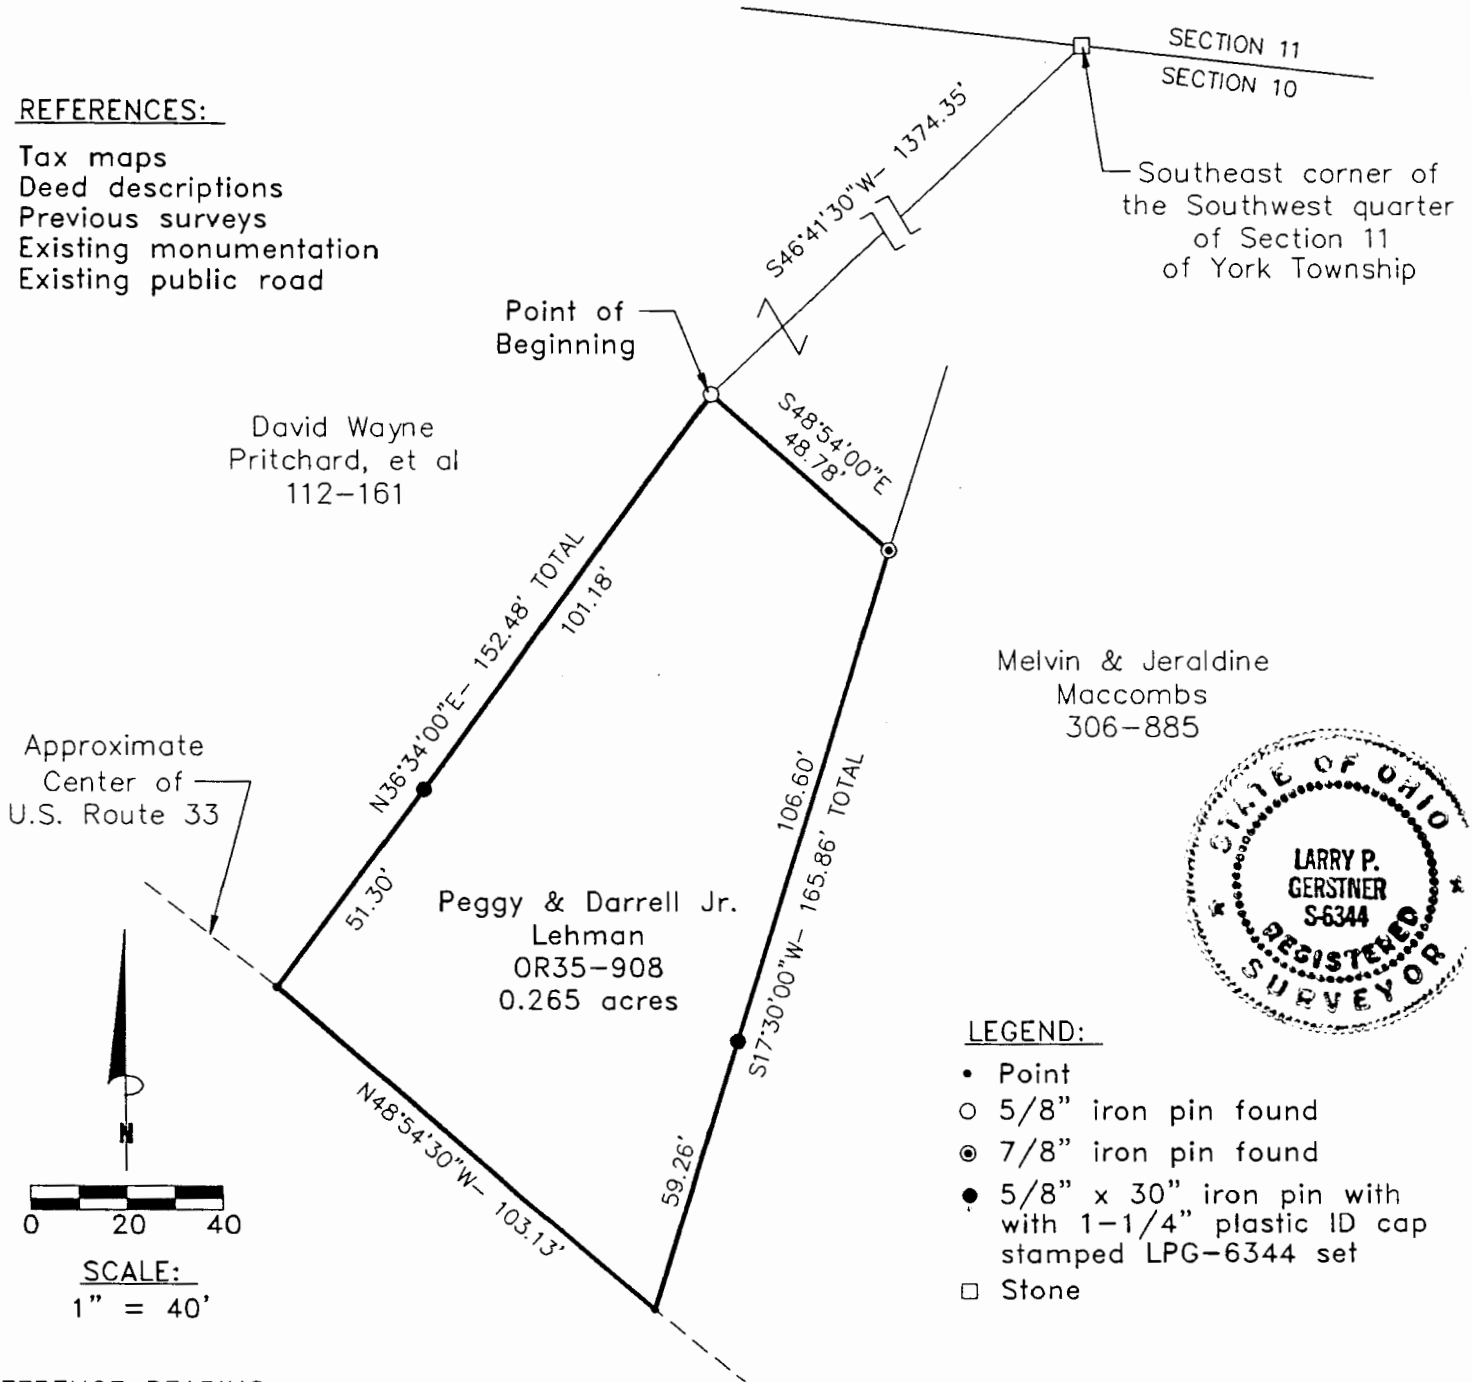 SECTION 11
SECTION 10
REFERENCES:
Tax maps
Deed descriptions
Previous surveys
Existing monumentation
Existing public road
S46°41'30"W- 1374.35'
Southeast corner of
the Southwest quarter
of Section 11
of York Township
Point of
Beginning
S48°54'00"E
48.78'
David Wayne
Pritchard, et al
112-161
N36°34'00"E- 152.48' TOTAL
101.18'
51.30'
Melvin & Jeraldine
Maccombs
306-885
Approximate
Center of
U.S. Route 33
106.60'
S17°30'00"W- 165.86' TOTAL
59.26'
STATE OF OHIO
LARRY P.
GERSTNER
S-6344
REGISTERED
SURVEYOR
Peggy & Darrell Jr.
Lehman
OR35-908
0.265 acres
N48°54'30"W- 103.13'
N
0 20 40
SCALE:
1" = 40'
LEGEND:
Point
5/8" iron pin found
7/8" iron pin found
5/8" x 30" iron pin with
with 1-1/4" plastic ID cap
stamped LPG-6344 set
Stone